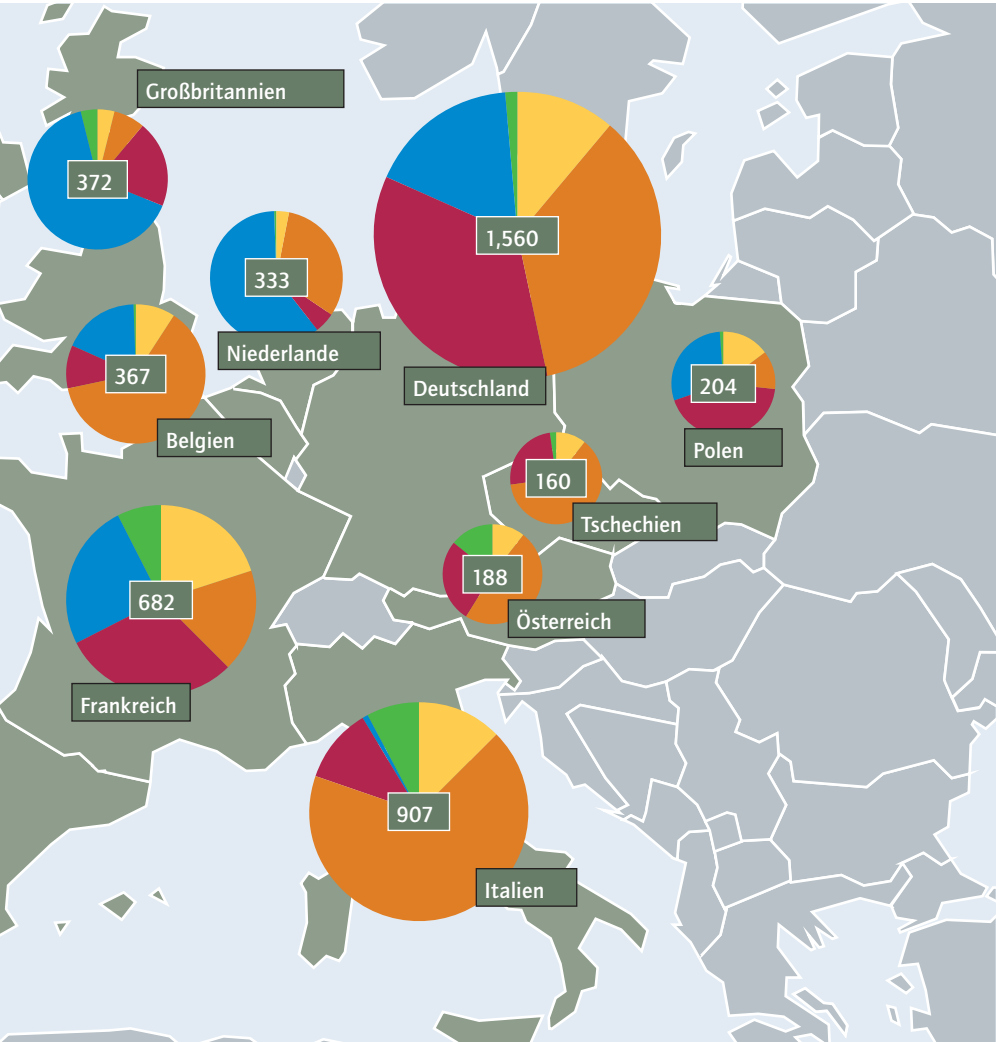 Großbritannien
372
333
Niederlande
1,560
Deutschland
367
Belgien
204
Polen
160
Tschechien
188
Österreich
682
Frankreich
907
Italien